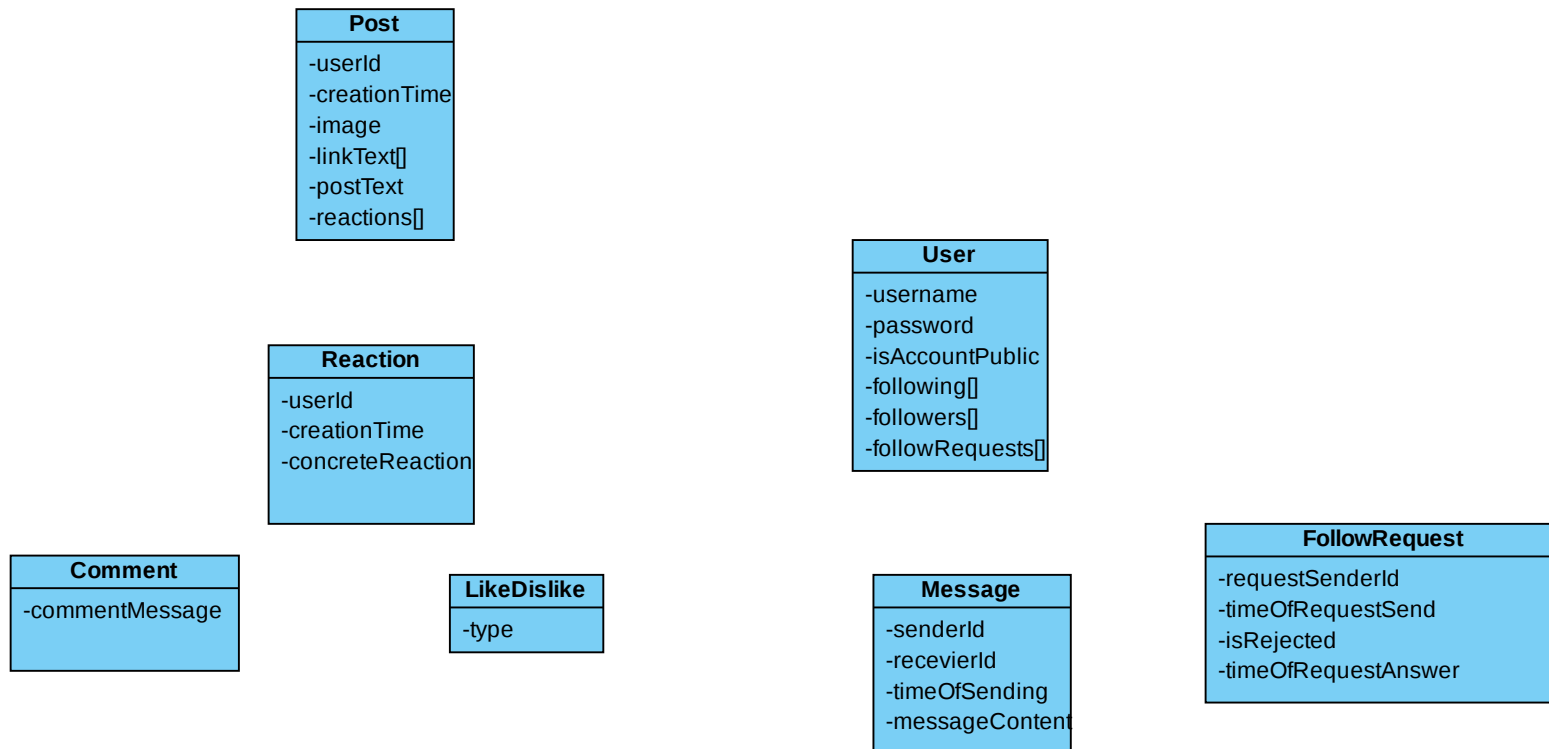 Post
-userId
-creationTime
-image
-linkText[]
-postText
-reactions[]
User
-username
-password
-isAccountPublic
-following[]
-followers[]
-followRequests[]
Reaction
-userId
-creationTime
-concreteReaction
Comment
-commentMessage
LikeDislike
-type
Message
-senderId
-recevierId
-timeOfSending
-messageContent
FollowRequest
-requestSenderId
-timeOfRequestSend
-isRejected
-timeOfRequestAnswer